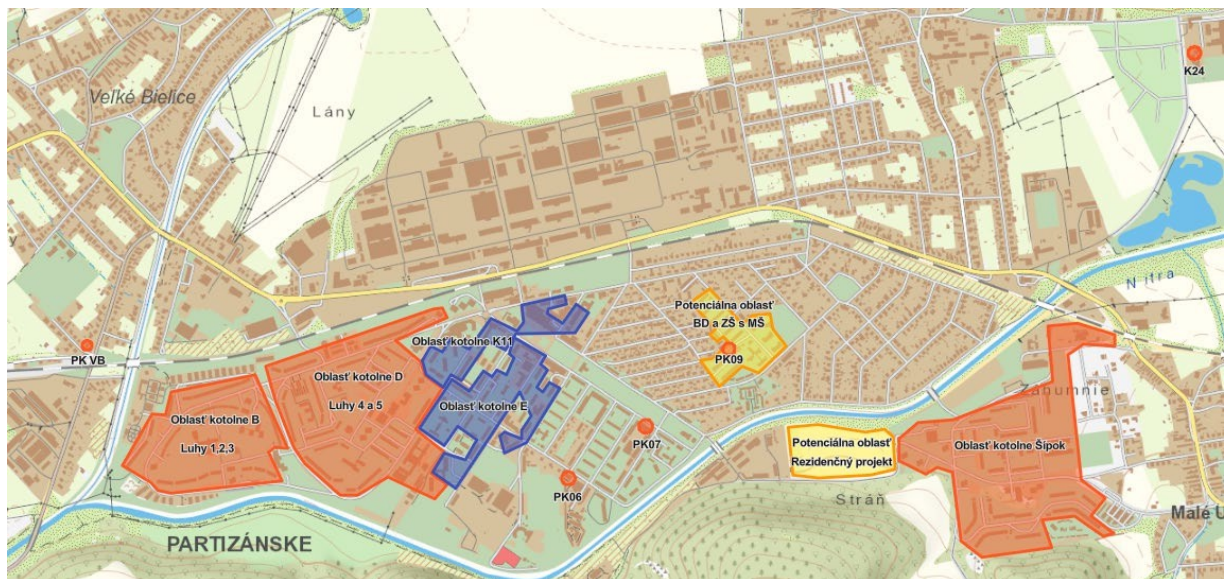 K24
Veľké Bielice
Lány
Nitra
Potenciálna oblasť
BD a ZŠ s MŠ
PK09
PK VB
Oblasť kotolne K11
Oblasť kotolne D
Luhy 4 a 5
Oblasť kotolne E
Záhumnie
Oblasť kotolne B
Luhy 1,2,3
PK07
Potenciálna oblasť
Rezidenčný projekt
Oblasť kotolne Šípok
PK06
Stráň
Malé U
PARTIZÁNSKE